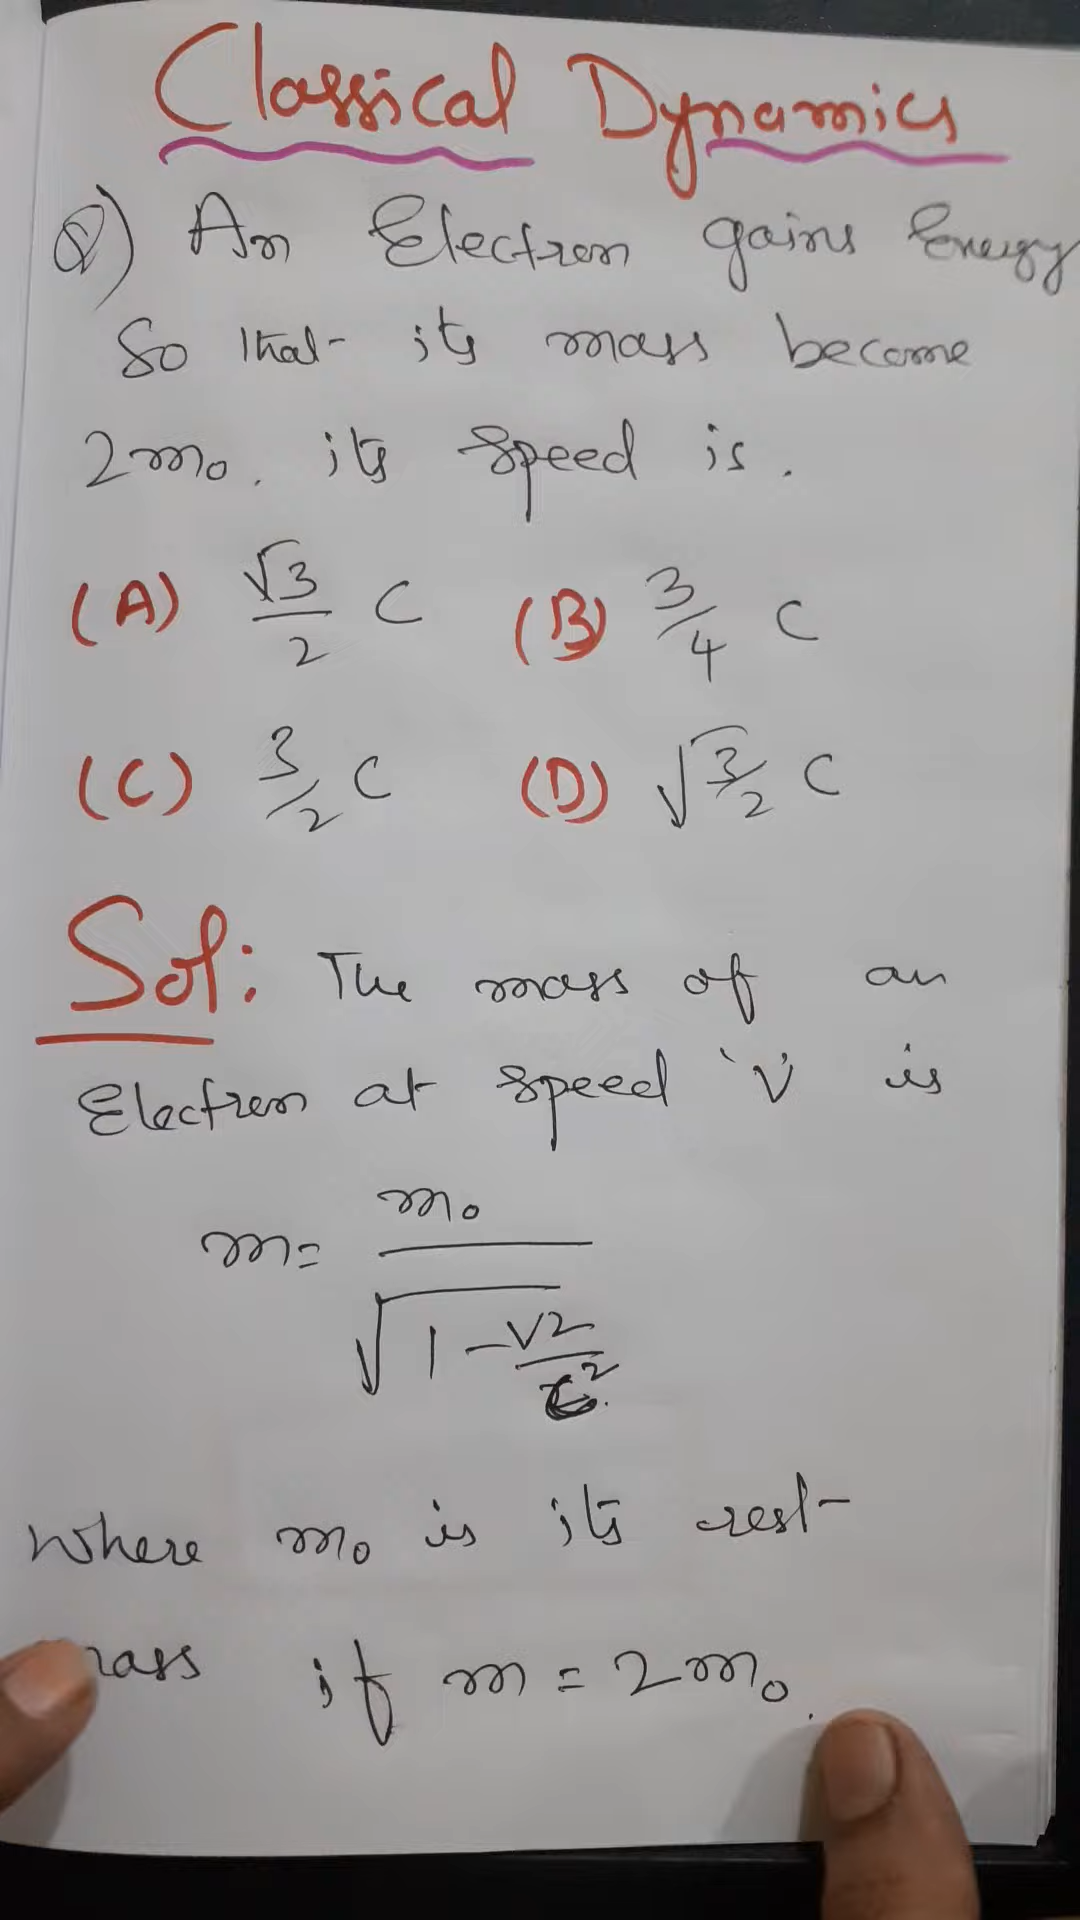 Classical Dynamics
Q) An Electron gains Energy
So that its mass become
2m₀. its speed is.
(A) √3/2 C (B) 3/4 C
(C) 3/2 C (D) √3/2 C
Sol: The mass of an
Electron at speed 'v' is
m = m₀
√1 - v2/c²
where m₀ is its rest
mass if m = 2m₀.